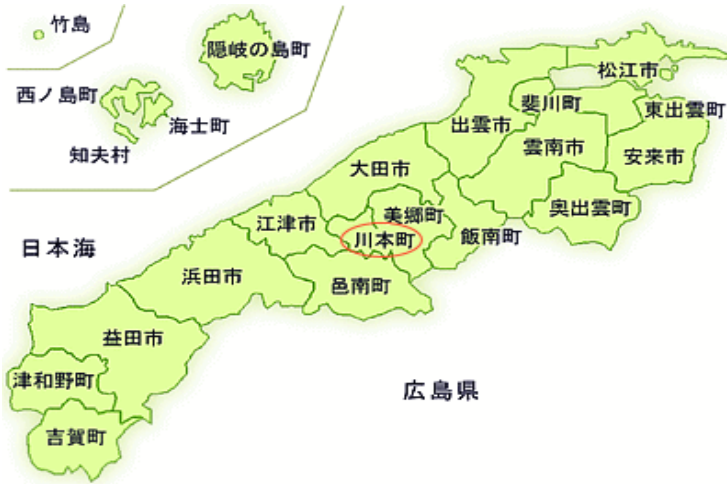 竹島
隠岐の島町
西ノ島町
海士町
知夫村
松江市
斐川町
東出雲町
出雲市
雲南市
安来市
大田市
奥出雲町
美郷町
江津市
川本町
飯南町
日本海
浜田市
邑南町
益田市
津和野町
広島県
吉賀町